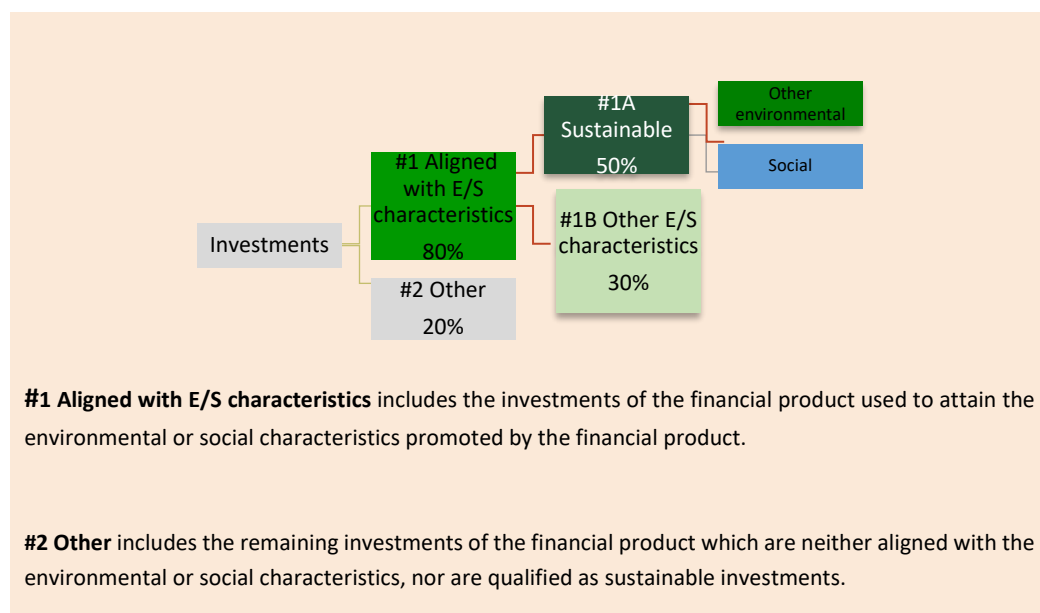 Investments
#1 Aligned
with E/S
characteristics
80%
#2 Other
20%
#1A
Sustainable
50%
#1B Other E/S
characteristics
30%
Other
environmental
Social
#1 Aligned with E/S characteristics includes the investments of the financial product used to attain the
environmental or social characteristics promoted by the financial product.
#2 Other includes the remaining investments of the financial product which are neither aligned with the
environmental or social characteristics, nor are qualified as sustainable investments.